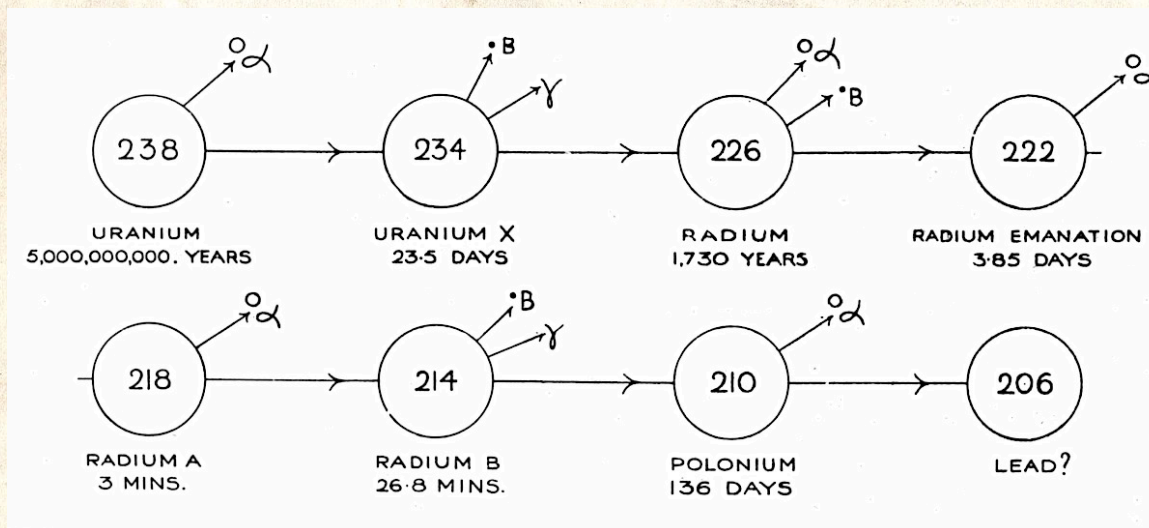 α
•B
γ
α
•B
α
238
234
226
222
URANIUM
5,000,000,000. YEARS
URANIUM X
23·5 DAYS
RADIUM
1,730 YEARS
RADIUM EMANATION
3·85 DAYS
α
•B
γ
α
218
214
210
206
RADIUM A
3 MINS.
RADIUM B
26·8 MINS.
POLONIUM
136 DAYS
LEAD?